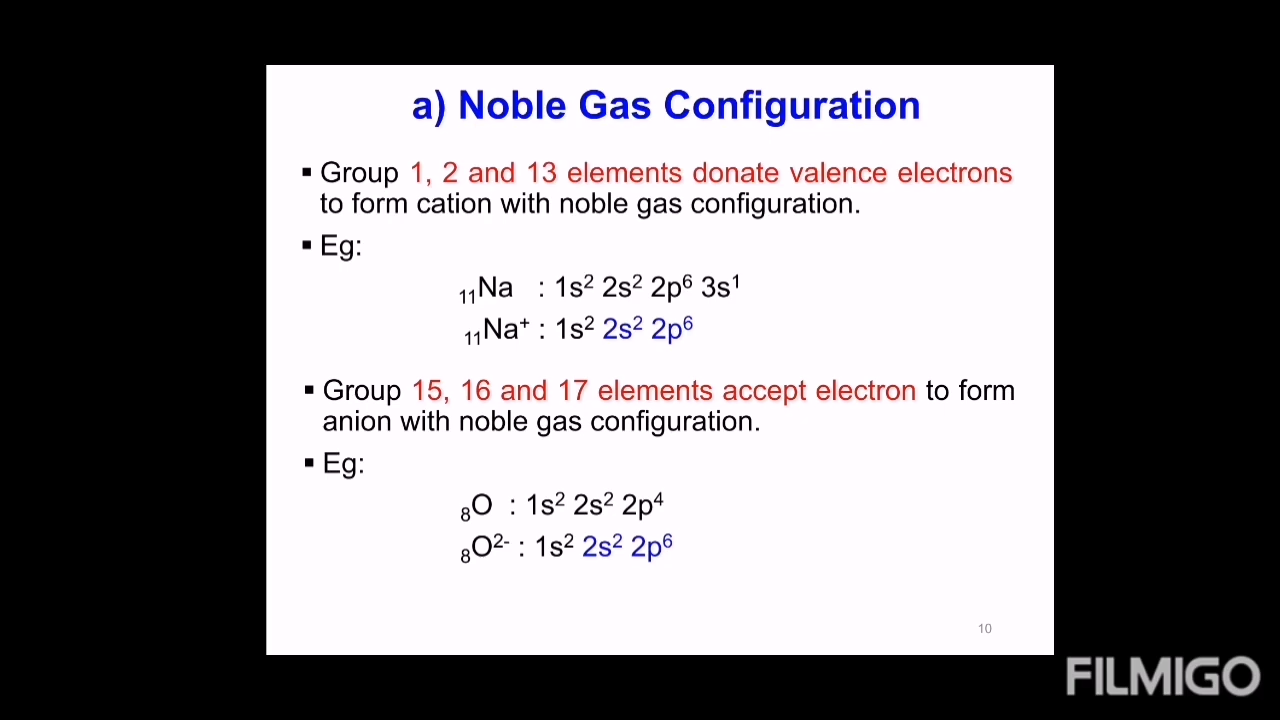 a) Noble Gas Configuration
▪ Group 1, 2 and 13 elements donate valence electrons
to form cation with noble gas configuration.
▪ Eg:
₁₁Na : 1s² 2s² 2p⁶ 3s¹
₁₁Na⁺ : 1s² 2s² 2p⁶
▪ Group 15, 16 and 17 elements accept electron to form
anion with noble gas configuration.
▪ Eg:
₈O : 1s² 2s² 2p⁴
₈O²⁻ : 1s² 2s² 2p⁶
10
FILMIGO